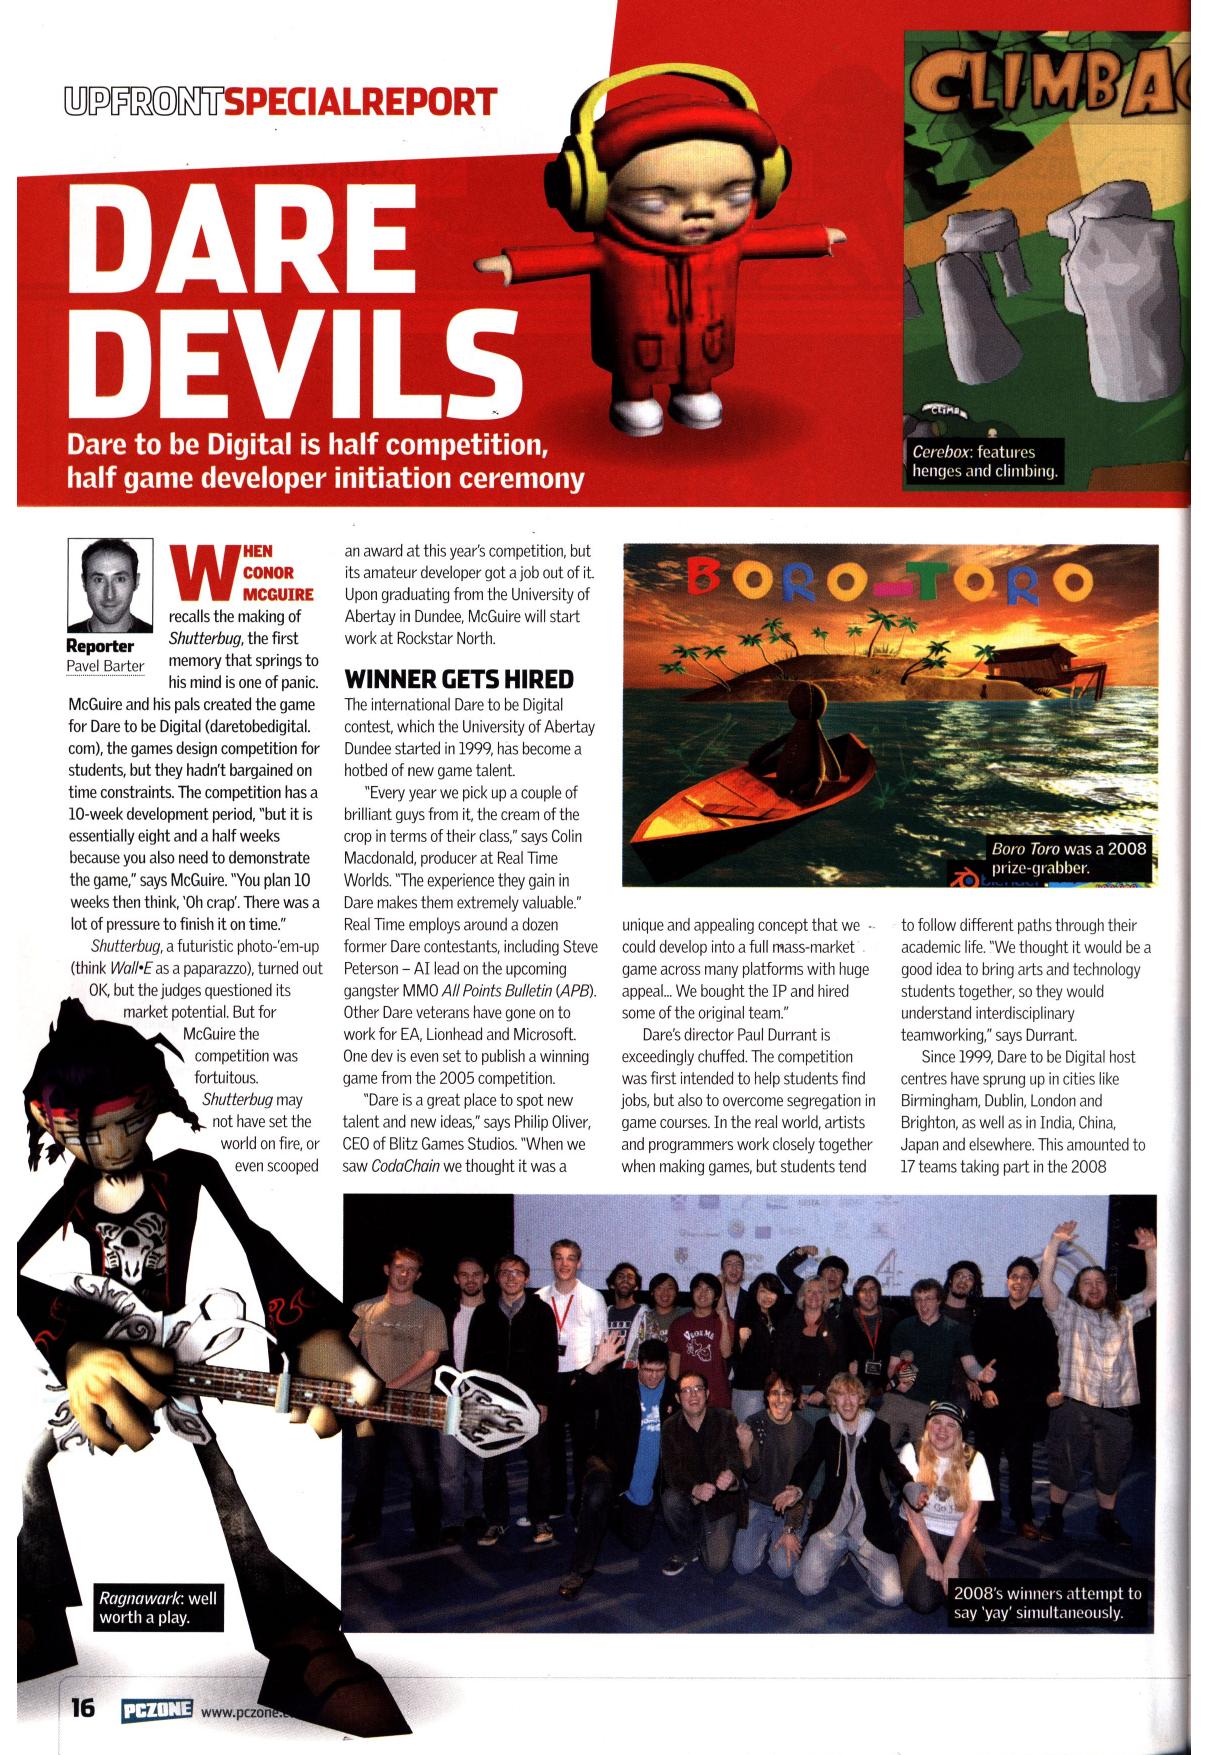 UPFRONTSPECIALREPORT
DARE
DEVILS
Dare to be Digital is half competition,
half game developer initiation ceremony
CLIMBA
CLIMB
Cerebox: features
henges and climbing.
Reporter
Pavel Barter
WHEN
CONOR
MCGUIRE
recalls the making of
Shutterbug, the first
memory that springs to
his mind is one of panic.
McGuire and his pals created the game
for Dare to be Digital (daretobedigital.
com), the games design competition for
students, but they hadn't bargained on
time constraints. The competition has a
10-week development period, "but it is
essentially eight and a half weeks
because you also need to demonstrate
the game," says McGuire. "You plan 10
weeks then think, 'Oh crap'. There was a
lot of pressure to finish it on time."
Shutterbug, a futuristic photo-'em-up
(think Wall•E as a paparazzo), turned out
OK, but the judges questioned its
market potential. But for
McGuire the
competition was
fortuitous.
Shutterbug may
not have set the
world on fire, or
even scooped
an award at this year's competition, but
its amateur developer got a job out of it.
Upon graduating from the University of
Abertay in Dundee, McGuire will start
work at Rockstar North.
WINNER GETS HIRED
The international Dare to be Digital
contest, which the University of Abertay
Dundee started in 1999, has become a
hotbed of new game talent.
"Every year we pick up a couple of
brilliant guys from it, the cream of the
crop in terms of their class," says Colin
Macdonald, producer at Real Time
Worlds. "The experience they gain in
Dare makes them extremely valuable."
Real Time employs around a dozen
former Dare contestants, including Steve
Peterson – AI lead on the upcoming
gangster MMO All Points Bulletin (APB).
Other Dare veterans have gone on to
work for EA, Lionhead and Microsoft.
One dev is even set to publish a winning
game from the 2005 competition.
"Dare is a great place to spot new
talent and new ideas," says Philip Oliver,
CEO of Blitz Games Studios. "When we
saw CodaChain we thought it was a
BORO-TORO
Boro Toro was a 2008
prize-grabber.
blender
unique and appealing concept that we
could develop into a full mass-market
game across many platforms with huge
appeal... We bought the IP and hired
some of the original team."
Dare's director Paul Durrant is
exceedingly chuffed. The competition
was first intended to help students find
jobs, but also to overcome segregation in
game courses. In the real world, artists
and programmers work closely together
when making games, but students tend
to follow different paths through their
academic life. "We thought it would be a
good idea to bring arts and technology
students together, so they would
understand interdisciplinary
teamworking," says Durrant.
Since 1999, Dare to be Digital host
centres have sprung up in cities like
Birmingham, Dublin, London and
Brighton, as well as in India, China,
Japan and elsewhere. This amounted to
17 teams taking part in the 2008
Ragnawark: well
worth a play.
2008's winners attempt to
say 'yay' simultaneously.
16 PCZONE www.pczone.